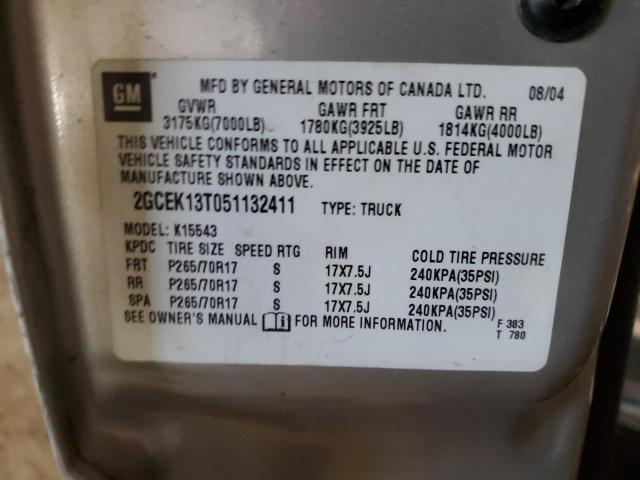 GM
MFD BY GENERAL MOTORS OF CANADA LTD. 08/04
GVWR GAWR FRT GAWR RR
3175KG(7000LB) 1780KG(3925LB) 1814KG(4000LB)
THIS VEHICLE CONFORMS TO ALL APPLICABLE U.S. FEDERAL MOTOR
VEHICLE SAFETY STANDARDS IN EFFECT ON THE DATE OF
MANUFACTURE SHOWN ABOVE.
2GCEK13T051132411 TYPE: TRUCK
MODEL: K15543
KPDC TIRE SIZE SPEED RTG RIM COLD TIRE PRESSURE
FRT P265/70R17 S 17X7.5J 240KPA(35PSI)
RR P265/70R17 S 17X7.5J 240KPA(35PSI)
SPA P265/70R17 S 17X7.5J 240KPA(35PSI)
SEE OWNER'S MANUAL FOR MORE INFORMATION. F 383
T 780